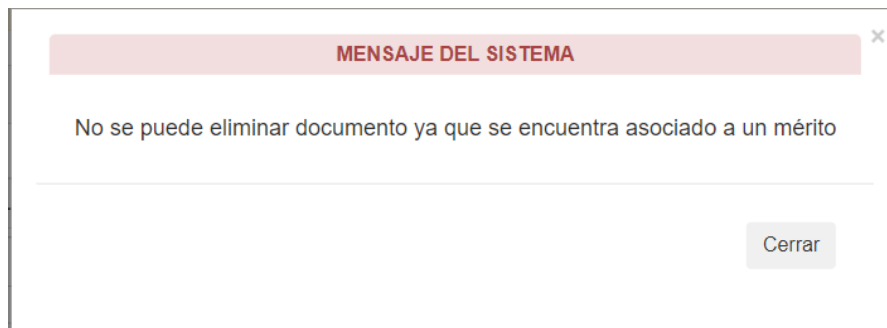 ×
MENSAJE DEL SISTEMA
No se puede eliminar documento ya que se encuentra asociado a un mérito
Cerrar